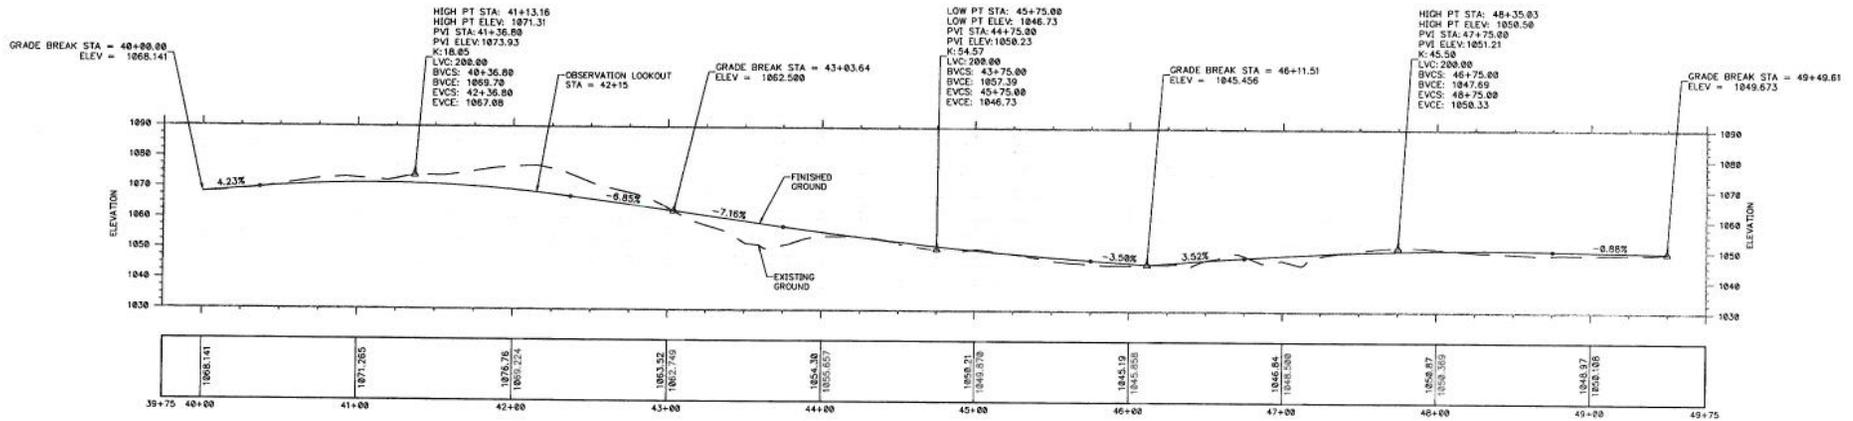 HIGH PT STA: 41+13.16
HIGH PT ELEV: 1071.31
PVI STA: 41+36.80
PVI ELEV: 1073.93
K: 18.05
LVC: 200.00
BVCS: 40+36.80
BVCE: 1069.70
EVCS: 42+36.80
EVCE: 1067.08
LOW PT STA: 45+75.00
LOW PT ELEV: 1046.73
PVI STA: 44+75.00
PVI ELEV: 1050.23
K: 54.57
LVC: 200.00
BVCS: 43+75.00
BVCE: 1057.39
EVCS: 45+75.00
EVCE: 1046.73
HIGH PT STA: 48+35.03
HIGH PT ELEV: 1050.50
PVI STA: 47+75.00
PVI ELEV: 1051.21
K: 45.50
LVC: 200.00
BVCS: 46+75.00
BVCE: 1047.69
EVCS: 48+75.00
EVCE: 1050.33
GRADE BREAK STA = 40+00.00
ELEV = 1068.141
OBSERVATION LOOKOUT
STA = 42+15
GRADE BREAK STA = 43+03.64
ELEV = 1062.500
GRADE BREAK STA = 46+11.51
ELEV = 1045.456
GRADE BREAK STA = 49+49.61
ELEV = 1049.673
1090
1080
1070
1060
1050
1040
1030
ELEVATION
4.23%
-6.85%
-7.16%
-3.50%
3.52%
-0.88%
FINISHED
GROUND
EXISTING
GROUND
1090
1080
1070
1060
1050
1040
1030
ELEVATION
1068.141
1071.265
1076.76
1069.224
1063.52
1062.749
1054.30
1055.657
1050.21
1049.870
1045.19
1045.858
1046.84
1048.500
1050.87
1050.369
1048.97
1050.108
39+75 40+00 41+00 42+00 43+00 44+00 45+00 46+00 47+00 48+00 49+00 49+75